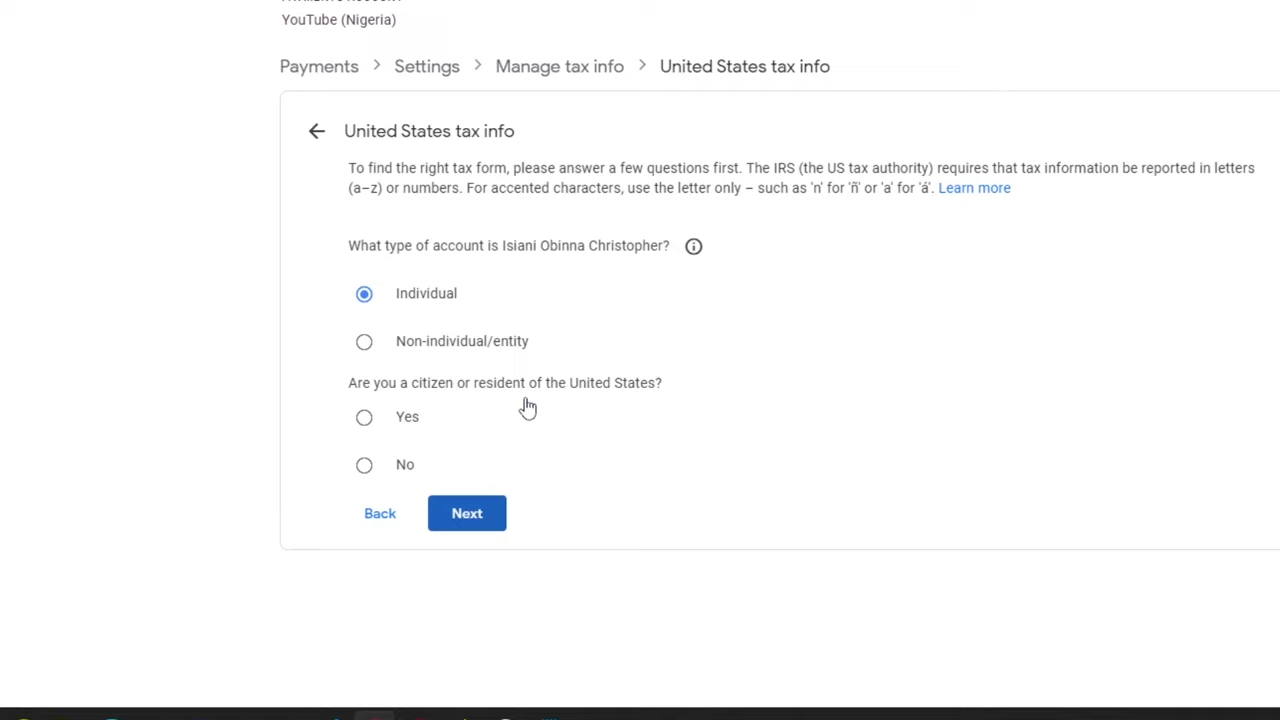 YouTube (Nigeria)
Payments > Settings > Manage tax info > United States tax info
United States tax info
To find the right tax form, please answer a few questions first. The IRS (the US tax authority) requires that tax information be reported in letters
(a–z) or numbers. For accented characters, use the letter only – such as 'n' for 'ñ' or 'a' for 'á'. Learn more
What type of account is Isiani Obinna Christopher?
Individual
Non-individual/entity
Are you a citizen or resident of the United States?
Yes
No
Back Next